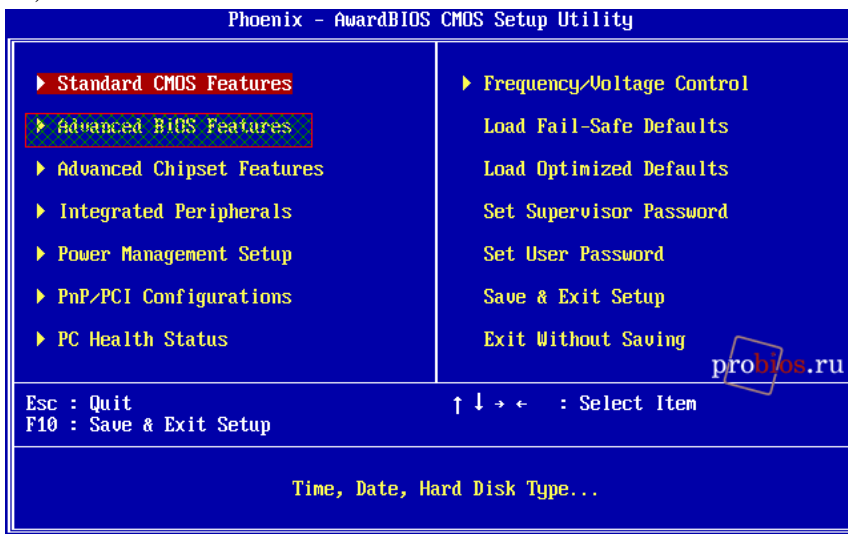 Phoenix - AwardBIOS CMOS Setup Utility
Standard CMOS Features
Advanced BIOS Features
Advanced Chipset Features
Integrated Peripherals
Power Management Setup
PnP/PCI Configurations
PC Health Status
Frequency/Voltage Control
Load Fail-Safe Defaults
Load Optimized Defaults
Set Supervisor Password
Set User Password
Save & Exit Setup
Exit Without Saving
probios.ru
Esc : Quit
F10 : Save & Exit Setup
↑ ↓ → ← : Select Item
Time, Date, Hard Disk Type...